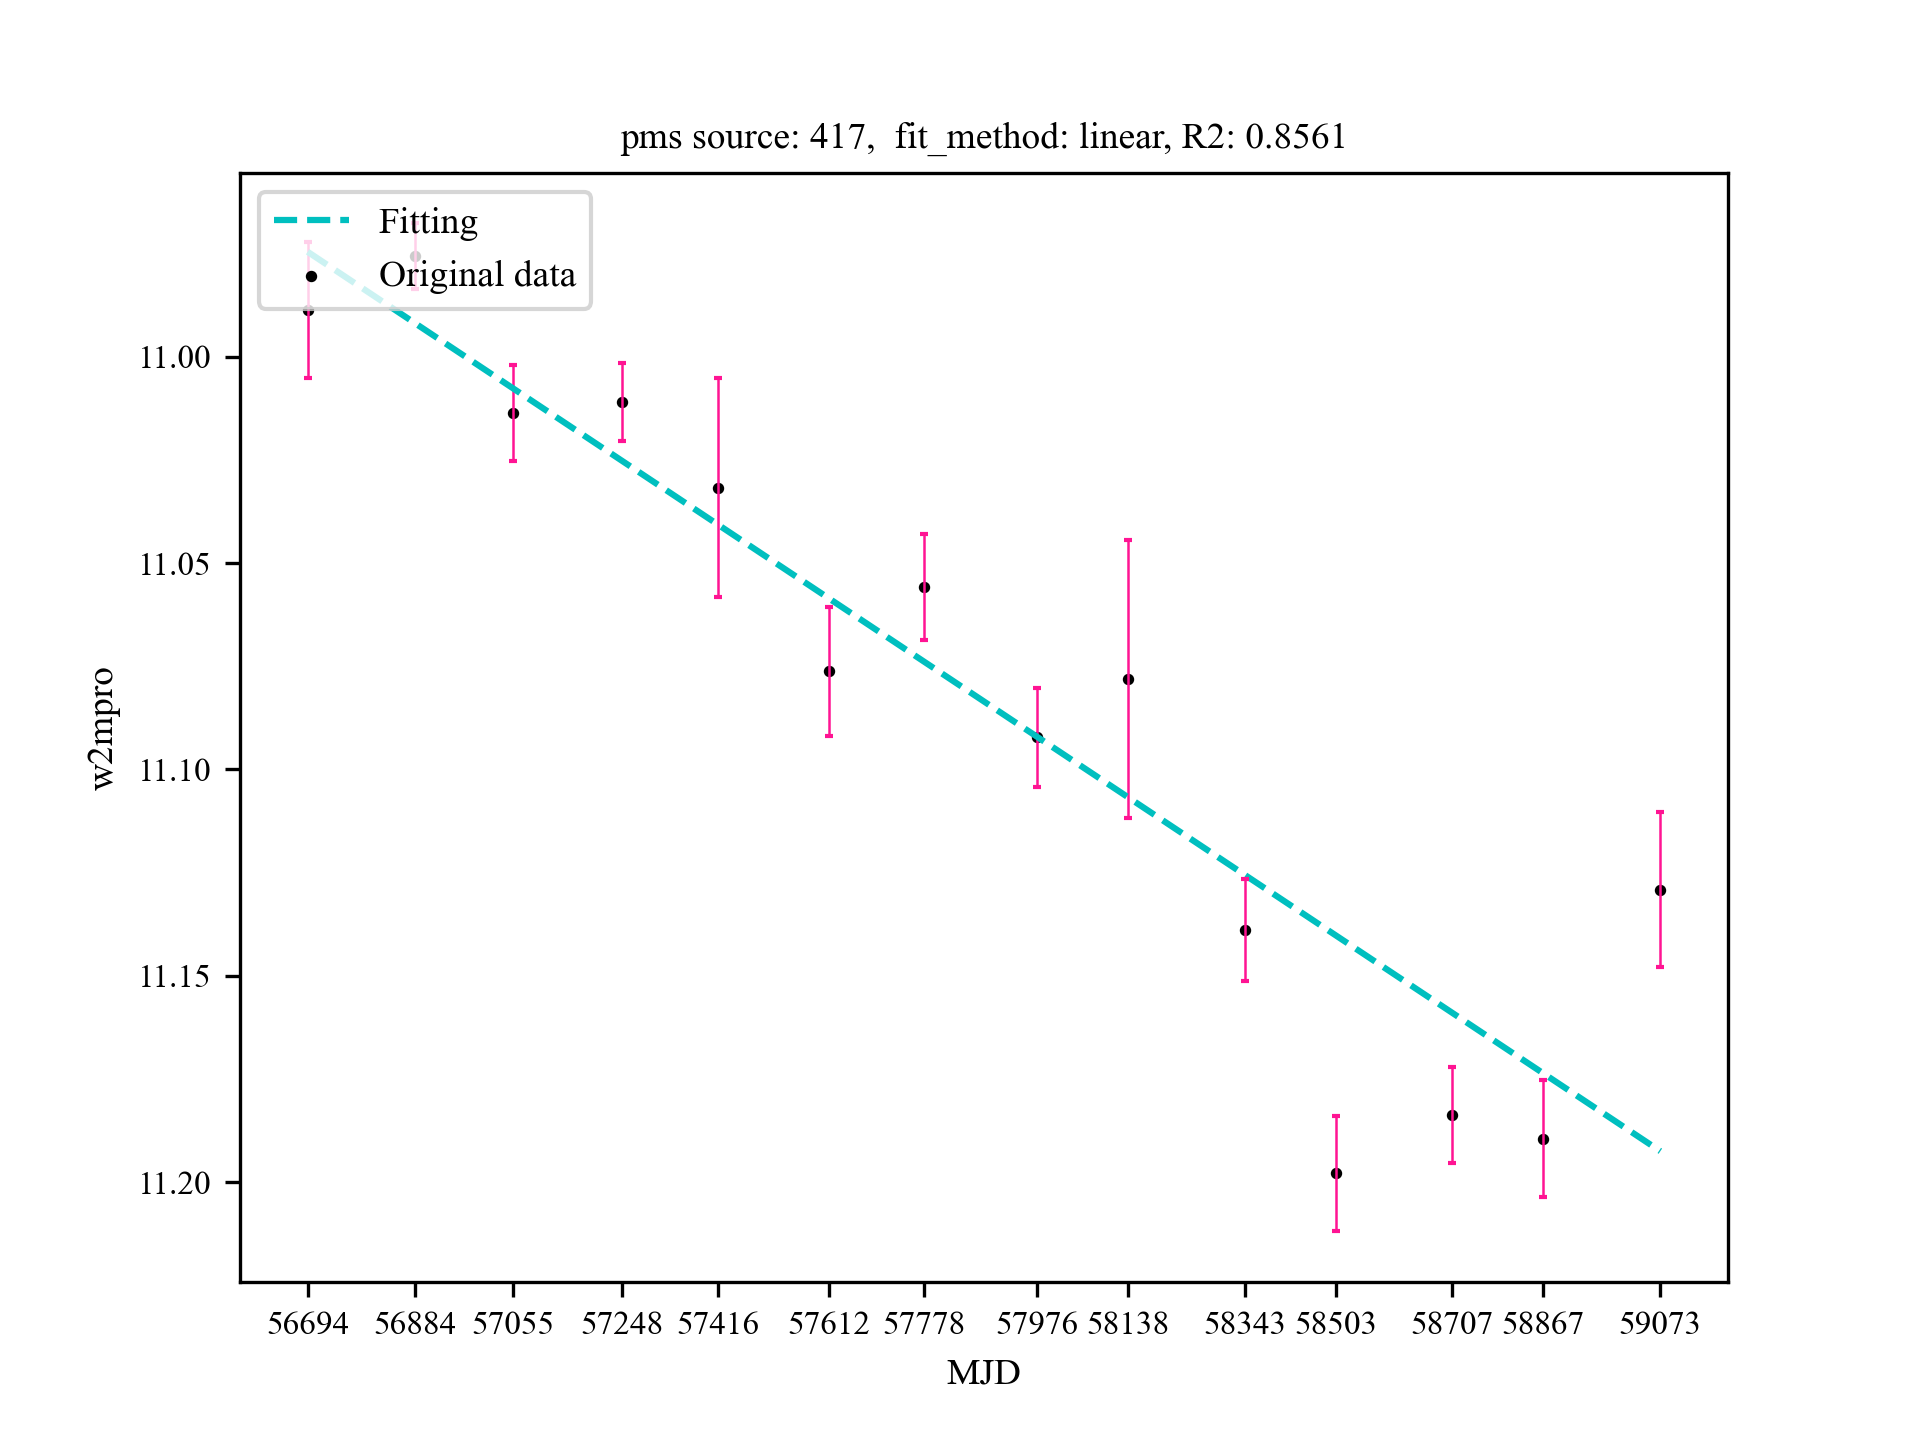 pms source: 417, fit_method: linear, R2: 0.8561
Fitting
Original data
11.00
11.05
11.10
11.15
11.20
w2mpro
56694 56884 57055 57248 57416 57612 57778 57976 58138 58343 58503 58707 58867 59073
MJD